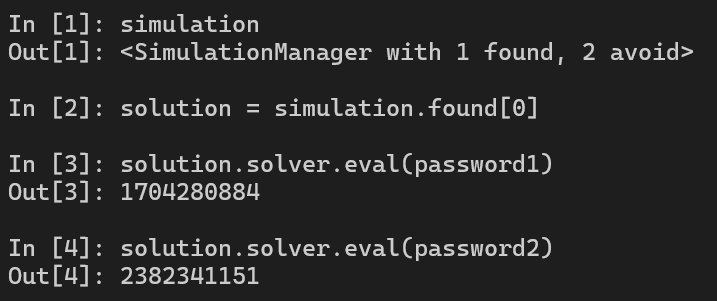 In [1]: simulation
Out[1]: <SimulationManager with 1 found, 2 avoid>
In [2]: solution = simulation.found[0]
In [3]: solution.solver.eval(password1)
Out[3]: 1704280884
In [4]: solution.solver.eval(password2)
Out[4]: 2382341151